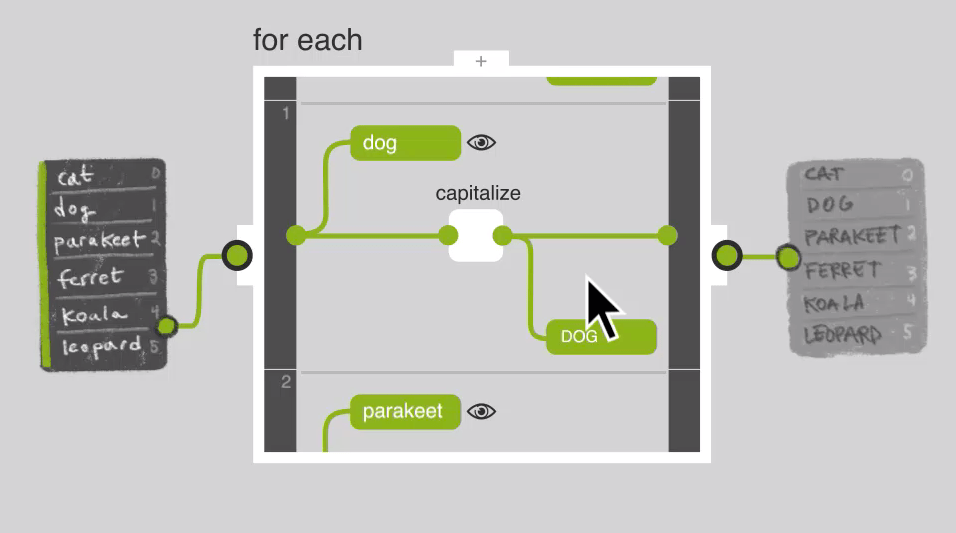 for each
+
1
dog
capitalize
DOG
2
parakeet
cat 0
dog 1
parakeet 2
ferret 3
koala 4
leopard 5
CAT 0
DOG 1
PARAKEET 2
FERRET 3
KOALA 4
LEOPARD 5